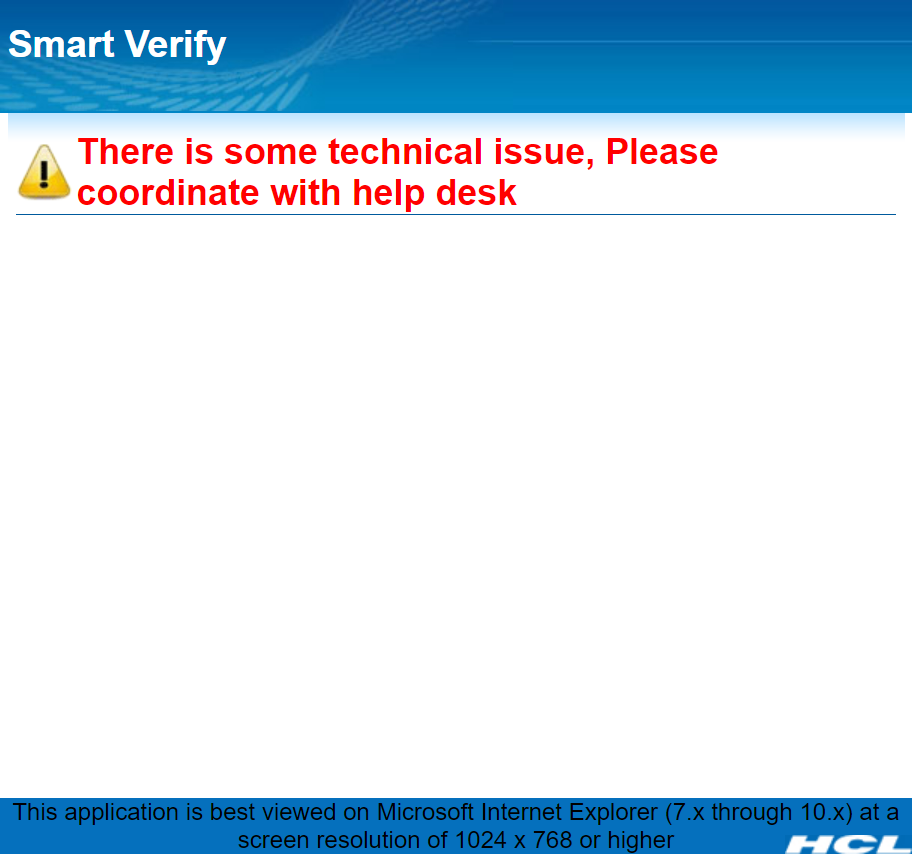 Smart Verify
There is some technical issue, Please
coordinate with help desk
This application is best viewed on Microsoft Internet Explorer (7.x through 10.x) at a
screen resolution of 1024 x 768 or higher
HCL